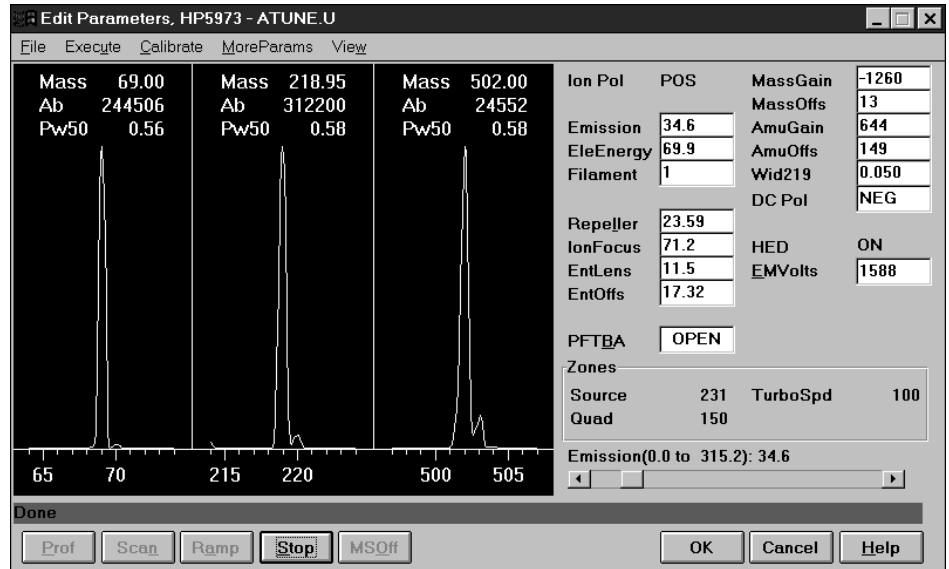 Edit Parameters, HP5973 - ATUNE.U
File Execute Calibrate MoreParams View
Mass 69.00
Ab 244506
Pw50 0.56
Mass 218.95
Ab 312200
Pw50 0.58
Mass 502.00
Ab 24552
Pw50 0.58
65 70
215 220
500 505
Ion Pol POS
Emission 34.6
EleEnergy 69.9
Filament 1
Repeller 23.59
IonFocus 71.2
EntLens 11.5
EntOffs 17.32
PFTBA OPEN
MassGain -1260
MassOffs 13
AmuGain 644
AmuOffs 149
Wid219 0.050
DC Pol NEG
HED ON
EMVolts 1588
Zones
Source 231 TurboSpd 100
Quad 150
Emission(0.0 to 315.2): 34.6
Done
Prof Scan Ramp Stop MSOff OK Cancel Help